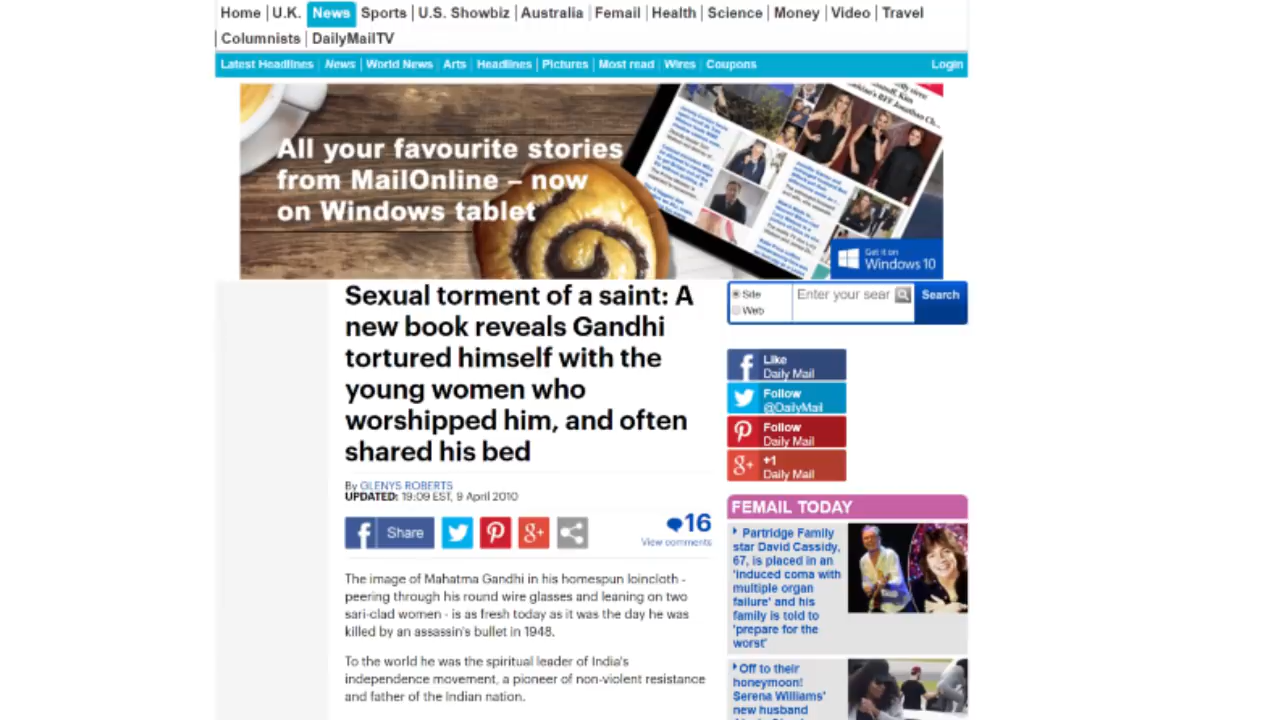 Home | U.K. News Sports | U.S. Showbiz | Australia | Femail | Health | Science | Money | Video | Travel
| Columnists | DailyMailTV
Latest Headlines | News | World News | Arts | Headlines | Pictures | Most read | Wires | Coupons
Login
All your favourite stories
from MailOnline – now
on Windows tablet
Get it on
Windows 10
Sexual torment of a saint: A
new book reveals Gandhi
tortured himself with the
young women who
worshipped him, and often
shared his bed
By GLENYS ROBERTS
UPDATED: 19:09 EST, 9 April 2010
Share
16
View comments
The image of Mahatma Gandhi in his homespun loincloth -
peering through his round wire glasses and leaning on two
sari-clad women - is as fresh today as it was the day he was
killed by an assassin's bullet in 1948.
To the world he was the spiritual leader of India's
independence movement, a pioneer of non-violent resistance
and father of the Indian nation.
Site
Web
Enter your sear
Search
Like
Daily Mail
Follow
@DailyMail
Follow
Daily Mail
+1
Daily Mail
FEMAIL TODAY
Partridge Family
star David Cassidy,
67, is placed in an
'induced coma with
multiple organ
failure' and his
family is told to
'prepare for the
worst'
Off to their
honeymoon!
Serena Williams'
new husband